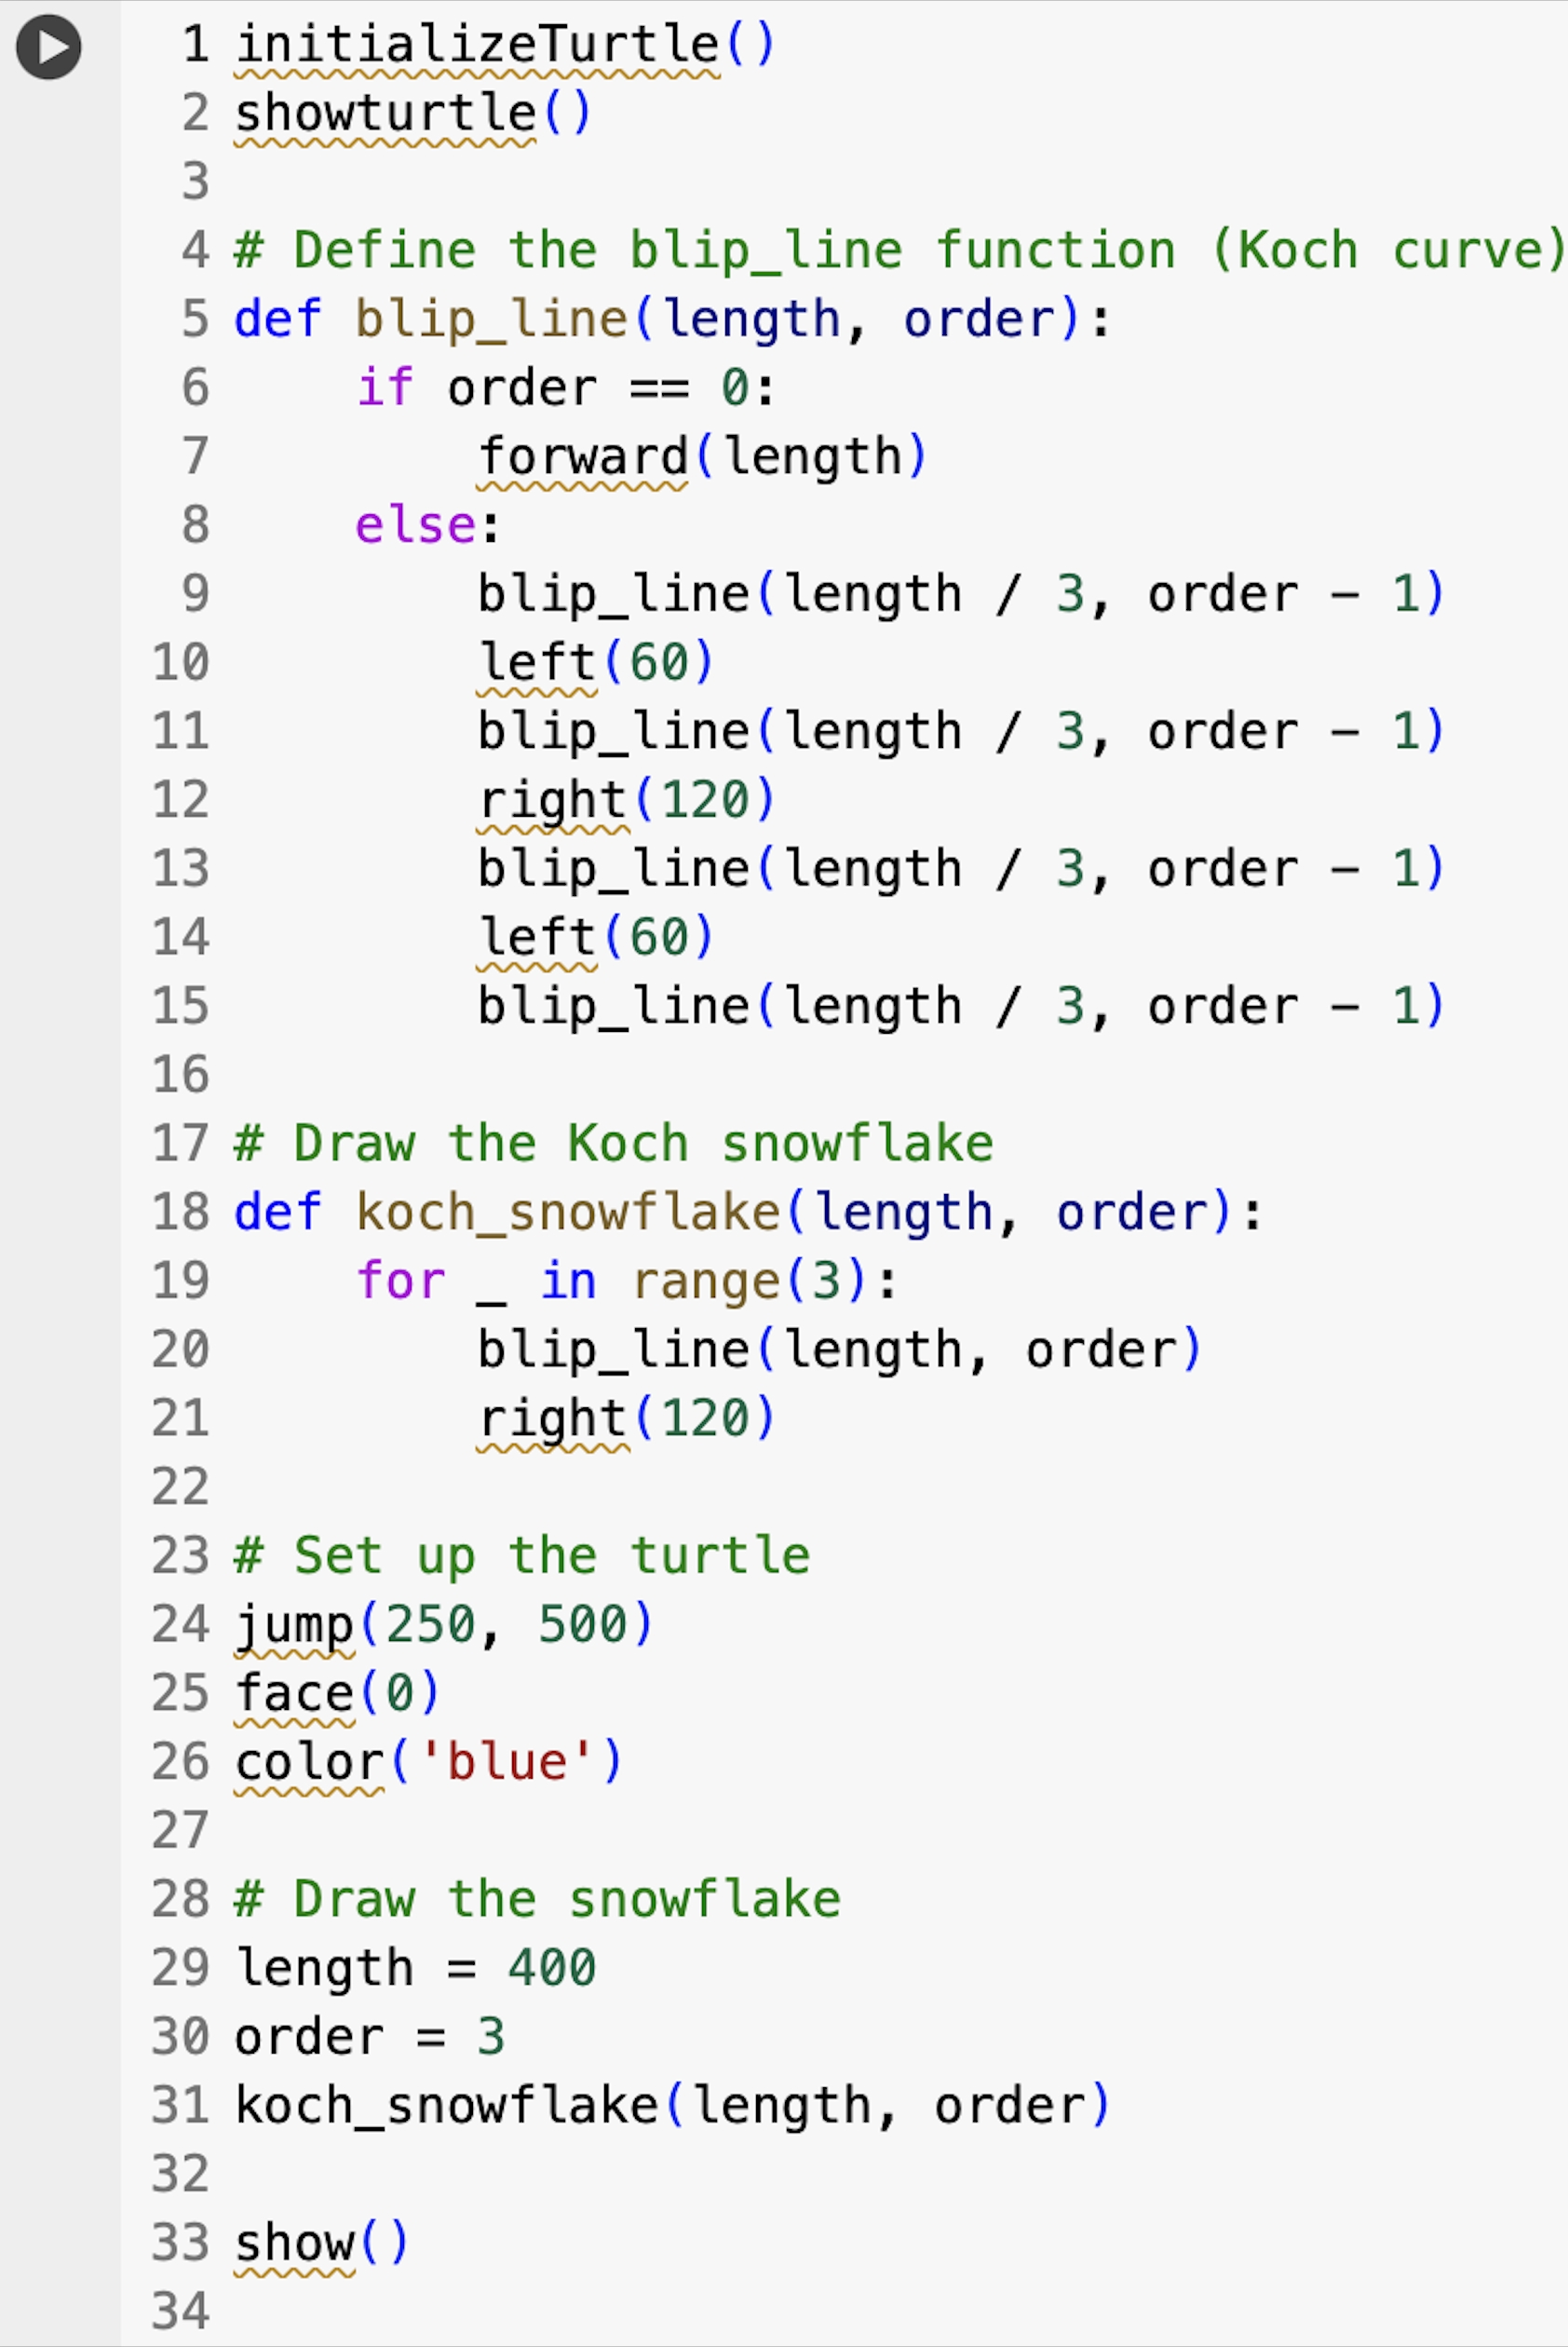 1 initializeTurtle()
2 showturtle()
3
4 # Define the blip_line function (Koch curve)
5 def blip_line(length, order):
6     if order == 0:
7         forward(length)
8     else:
9         blip_line(length / 3, order - 1)
10         left(60)
11         blip_line(length / 3, order - 1)
12         right(120)
13         blip_line(length / 3, order - 1)
14         left(60)
15         blip_line(length / 3, order - 1)
16
17 # Draw the Koch snowflake
18 def koch_snowflake(length, order):
19     for _ in range(3):
20         blip_line(length, order)
21         right(120)
22
23 # Set up the turtle
24 jump(250, 500)
25 face(0)
26 color('blue')
27
28 # Draw the snowflake
29 length = 400
30 order = 3
31 koch_snowflake(length, order)
32
33 show()
34